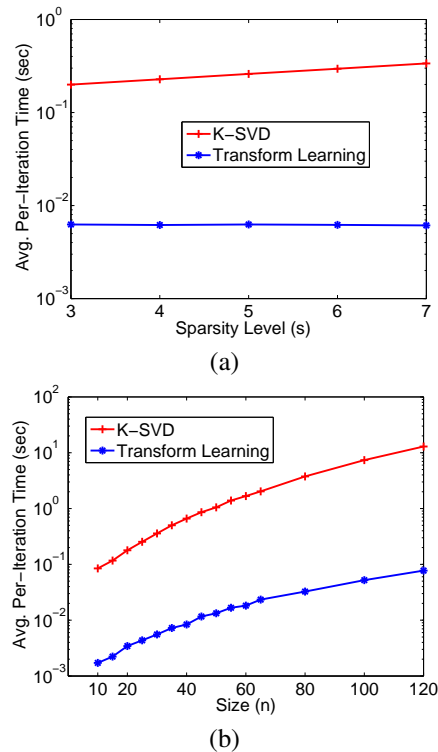 10^0
10^-1
10^-2
10^-3
Avg. Per-Iteration Time (sec)
K-SVD
Transform Learning
3 4 5 6 7
Sparsity Level (s)
(a)
10^2
10^1
10^0
10^-1
10^-2
10^-3
Avg. Per-Iteration Time (sec)
K-SVD
Transform Learning
10 20 40 60 80 100 120
Size (n)
(b)